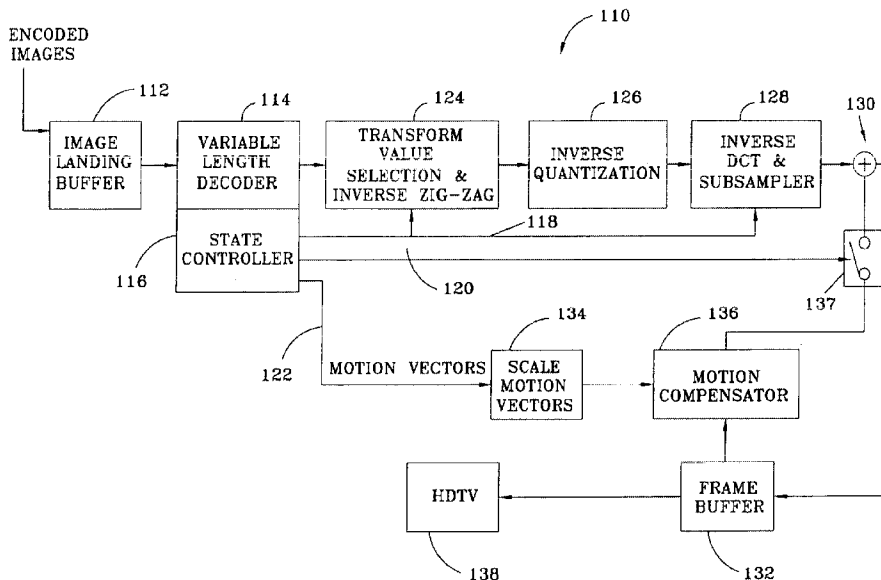 110
ENCODED
IMAGES
112
114
124
126
128
130
IMAGE
LANDING
BUFFER
VARIABLE
LENGTH
DECODER
TRANSFORM
VALUE
SELECTION &
INVERSE ZIG-ZAG
INVERSE
QUANTIZATION
INVERSE
DCT &
SUBSAMPLER
+
STATE
CONTROLLER
116
118
120
137
122
MOTION VECTORS
134
SCALE
MOTION
VECTORS
136
MOTION
COMPENSATOR
HDTV
138
FRAME
BUFFER
132